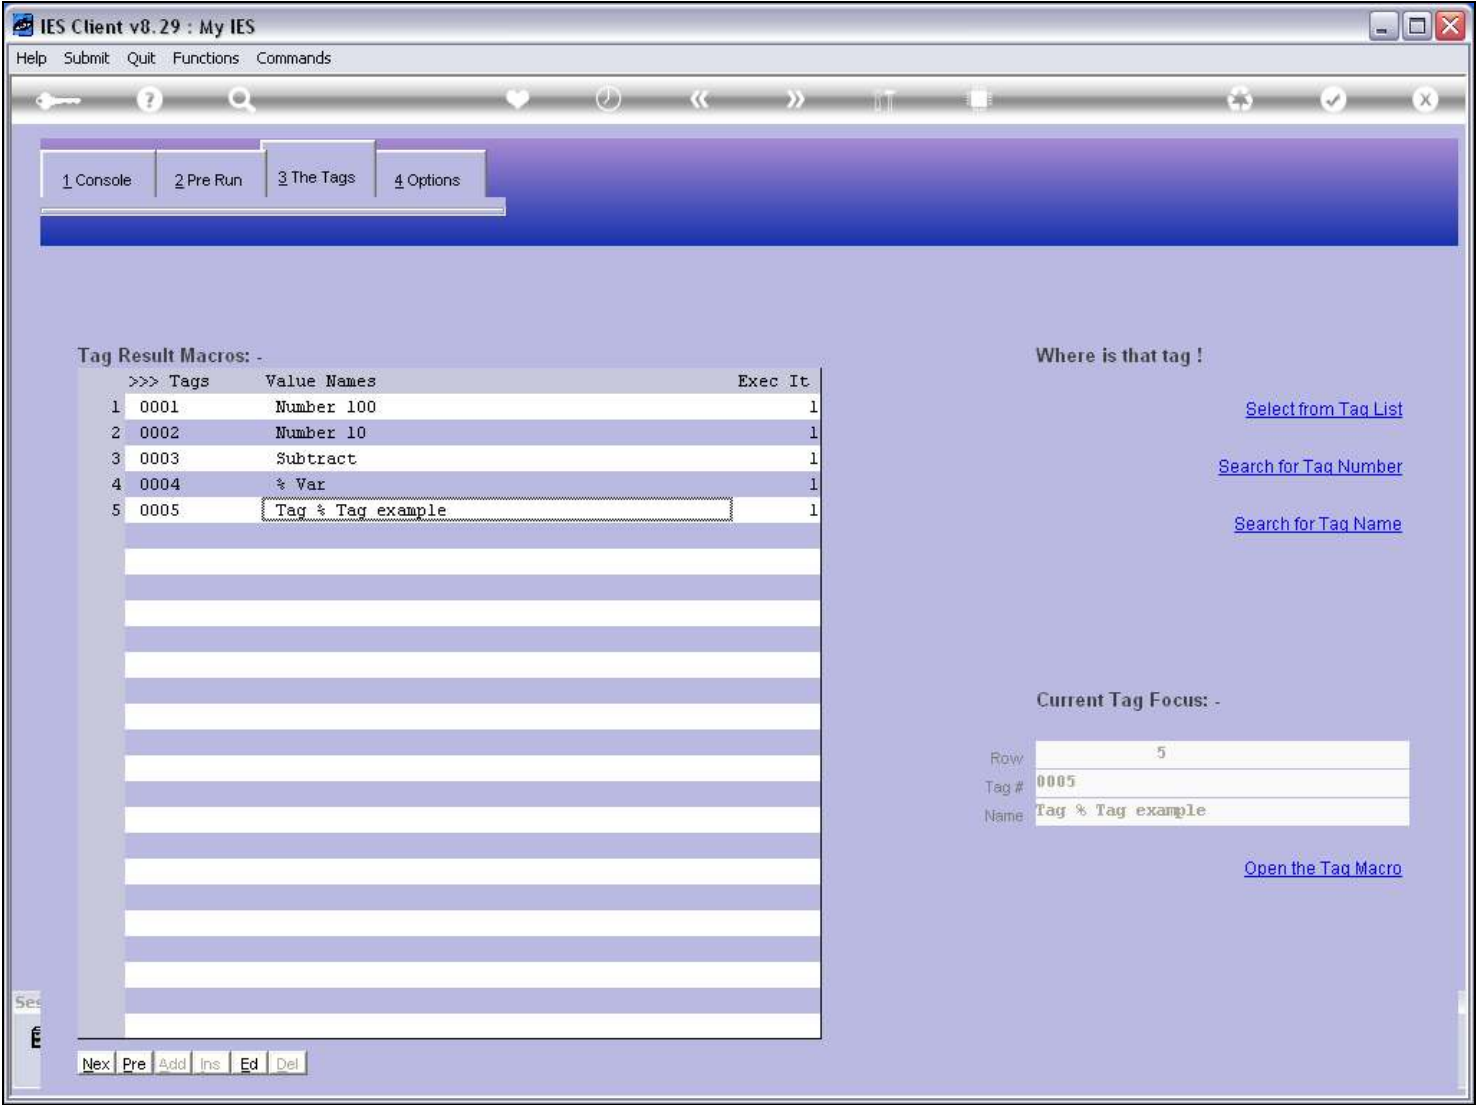 IES Client v8.29 : My IES
Help Submit Quit Functions Commands
1 Console 2 Pre Run 3 The Tags 4 Options
Tag Result Macros: -
Where is that tag !
>>> Tags Value Names Exec It
1 0001 Number 100 1
2 0002 Number 10 1
3 0003 Subtract 1
4 0004 % Var 1
5 0005 Tag % Tag example 1
Select from Tag List
Search for Tag Number
Search for Tag Name
Current Tag Focus: -
Row 5
Tag # 0005
Name Tag % Tag example
Open the Tag Macro
Ses
Nex Pre Add Ins Ed Del